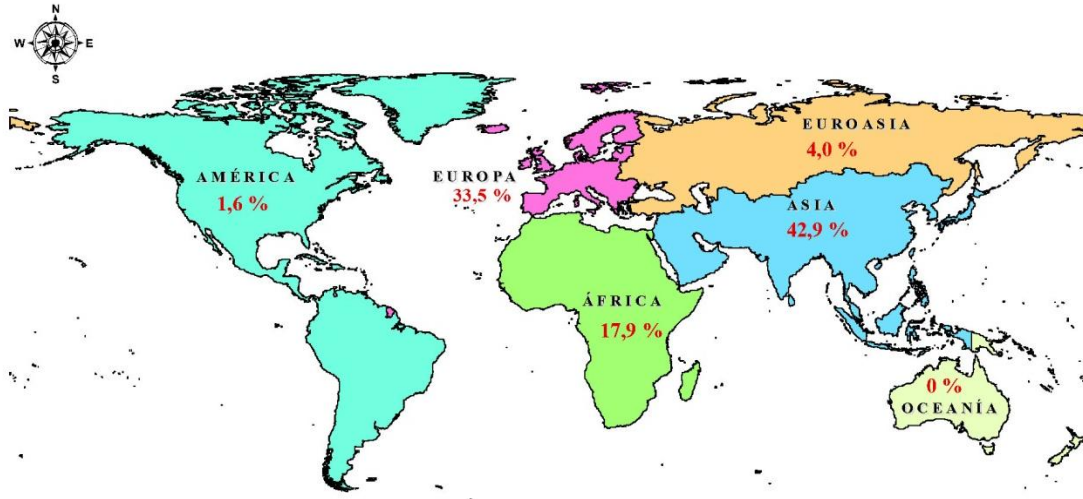 N
W E
S
AMÉRICA
1,6 %
EUROPA
33,5 %
EUROASIA
4,0 %
ASIA
42,9 %
ÁFRICA
17,9 %
0 %
OCEANÍA